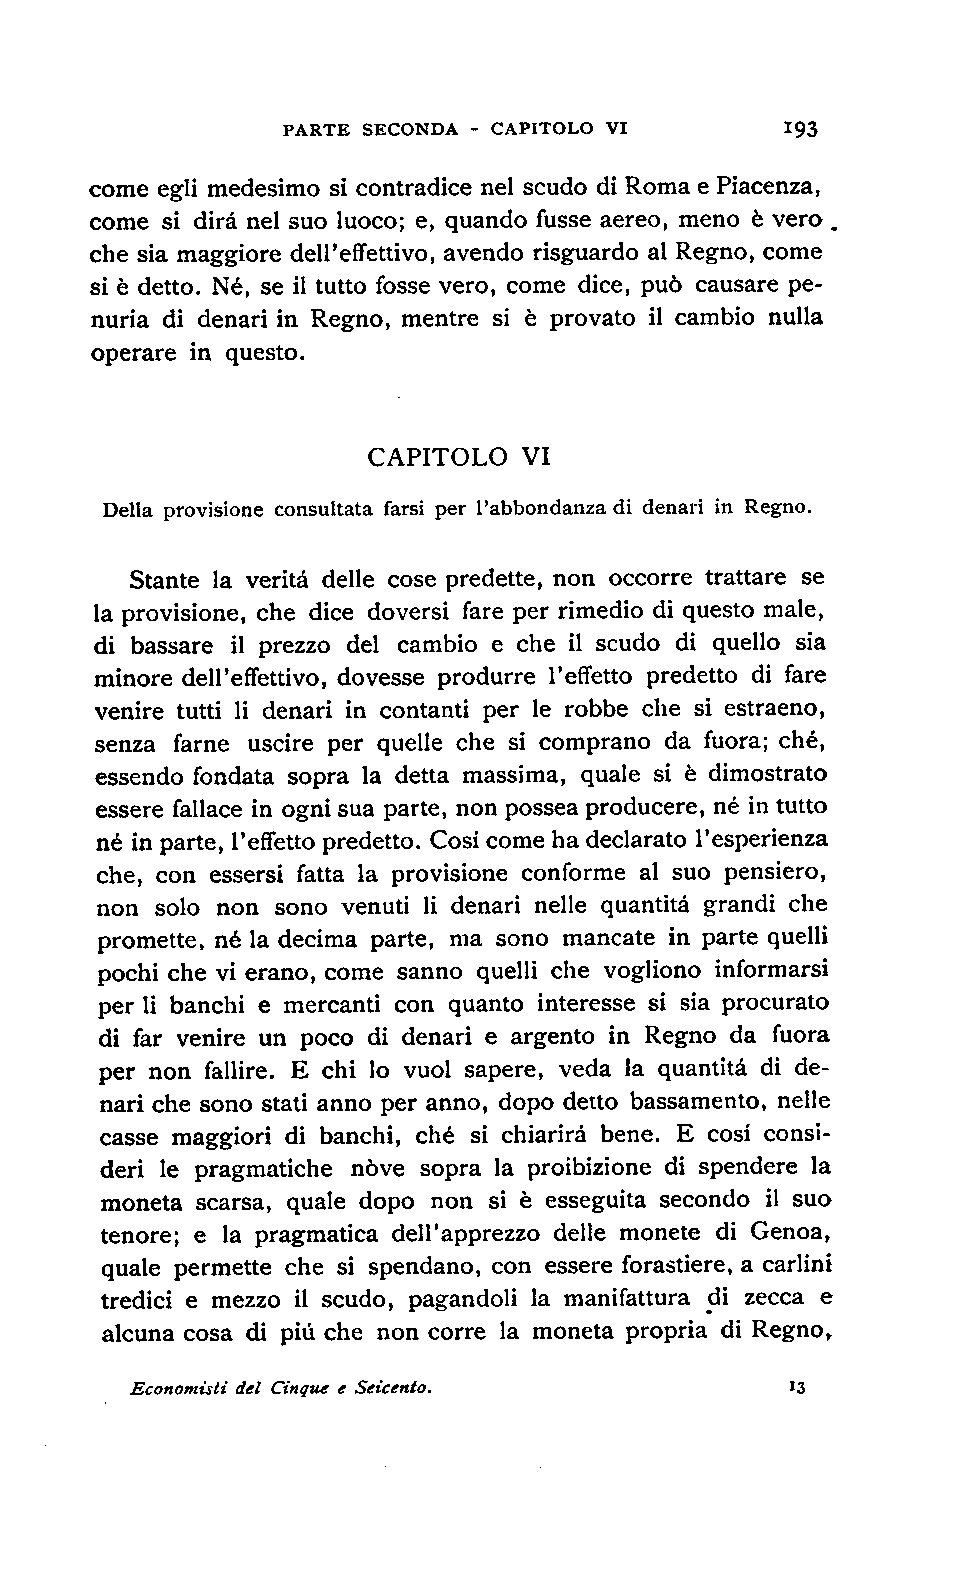 PARTE SECONDA - CAPITOLO VI 193
come egli medesimo si contradice nel scudo di Roma e Piacenza,
come si dirá nel suo luoco; e, quando fusse aereo, meno è vero
che sia maggiore dell'effettivo, avendo risguardo al Regno, come
si è detto. Né, se il tutto fosse vero, come dice, può causare pe-
nuria di denari in Regno, mentre si è provato il cambio nulla
operare in questo.
CAPITOLO VI
Della provisione consultata farsi per l'abbondanza di denari in Regno.
Stante la veritá delle cose predette, non occorre trattare se
la provisione, che dice doversi fare per rimedio di questo male,
di bassare il prezzo del cambio e che il scudo di quello sia
minore dell'effettivo, dovesse produrre l'effetto predetto di fare
venire tutti li denari in contanti per le robbe che si estraeno,
senza farne uscire per quelle che si comprano da fuora; ché,
essendo fondata sopra la detta massima, quale si è dimostrato
essere fallace in ogni sua parte, non possea producere, né in tutto
né in parte, l'effetto predetto. Cosí come ha declarato l'esperienza
che, con essersi fatta la provisione conforme al suo pensiero,
non solo non sono venuti li denari nelle quantitá grandi che
promette, né la decima parte, ma sono mancate in parte quelli
pochi che vi erano, come sanno quelli che vogliono informarsi
per li banchi e mercanti con quanto interesse si sia procurato
di far venire un poco di denari e argento in Regno da fuora
per non fallire. E chi lo vuol sapere, veda la quantitá di de-
nari che sono stati anno per anno, dopo detto bassamento, nelle
casse maggiori di banchi, ché si chiarirá bene. E cosí consi-
deri le pragmatiche nòve sopra la proibizione di spendere la
moneta scarsa, quale dopo non si è esseguita secondo il suo
tenore; e la pragmatica dell'apprezzo delle monete di Genoa,
quale permette che si spendano, con essere forastiere, a carlini
tredici e mezzo il scudo, pagandoli la manifattura di zecca e
alcuna cosa di piú che non corre la moneta propria di Regno,
Economisti del Cinque e Seicento. 13